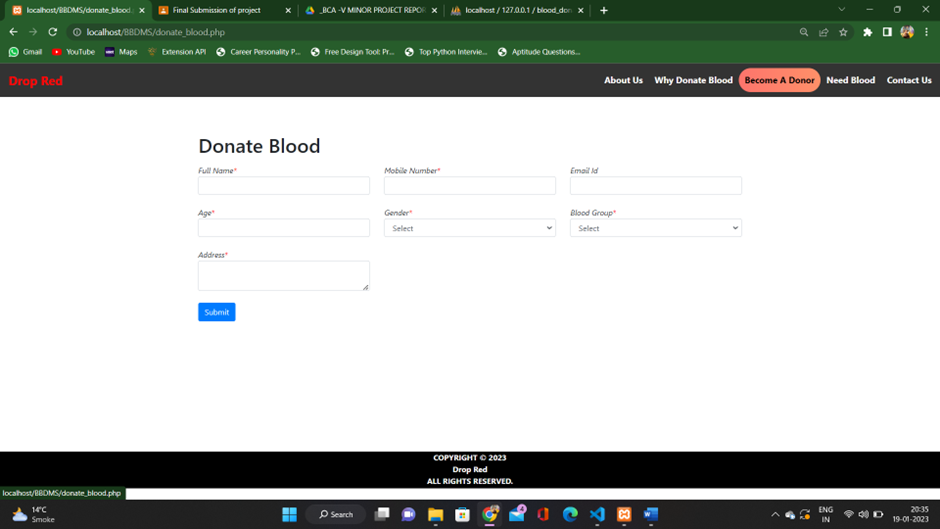 localhost/BBDMS/donate_blood.
Final Submission of project
_BCA -V MINOR PROJECT REPOR
localhost / 127.0.0.1 / blood_don
localhost/BBDMS/donate_blood.php
Gmail
YouTube
Maps
Extension API
Career Personality P...
Free Design Tool: Pr...
Top Python Intervie...
Aptitude Questions...
Drop Red
About Us
Why Donate Blood
Become A Donor
Need Blood
Contact Us
Donate Blood
Full Name*
Mobile Number*
Email Id
Age*
Gender*
Blood Group*
Select
Select
Address*
Submit
COPYRIGHT © 2023
Drop Red
ALL RIGHTS RESERVED.
localhost/BBDMS/donate_blood.php
14°C
Smoke
Search
4
ENG
IN
20:35
19-01-2023